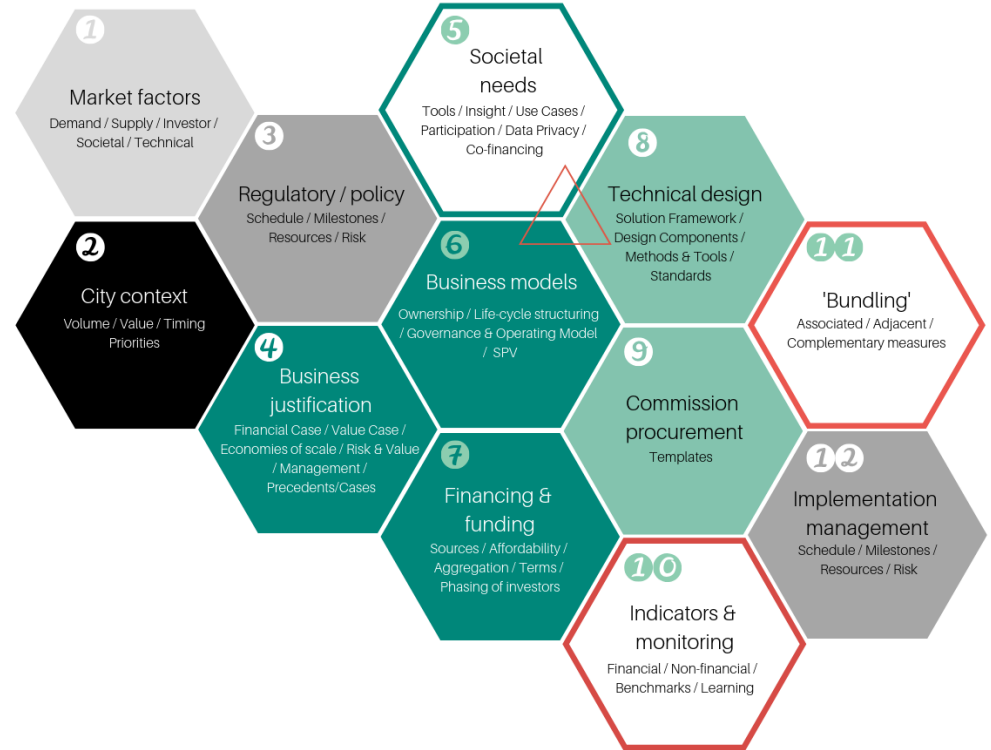 1
Market factors
Demand / Supply / Investor /
Societal / Technical
2
City context
Volume / Value / Timing
Priorities
3
Regulatory / policy
Schedule / Milestones /
Resources / Risk
4
Business
justification
Financial Case / Value Case /
Economies of scale / Risk & Value
/ Management /
Precedents/Cases
5
Societal
needs
Tools / Insight / Use Cases /
Participation / Data Privacy /
Co-financing
6
Business models
Ownership / Life-cycle structuring
/ Governance & Operating Model
/ SPV
7
Financing &
funding
Sources / Affordability /
Aggregation / Terms /
Phasing of investors
8
Technical design
Solution Framework /
Design Components /
Methods & Tools /
Standards
9
Commission
procurement
Templates
10
Indicators &
monitoring
Financial / Non-financial /
Benchmarks / Learning
11
'Bundling'
Associated / Adjacent /
Complementary measures
12
Implementation
management
Schedule / Milestones /
Resources / Risk